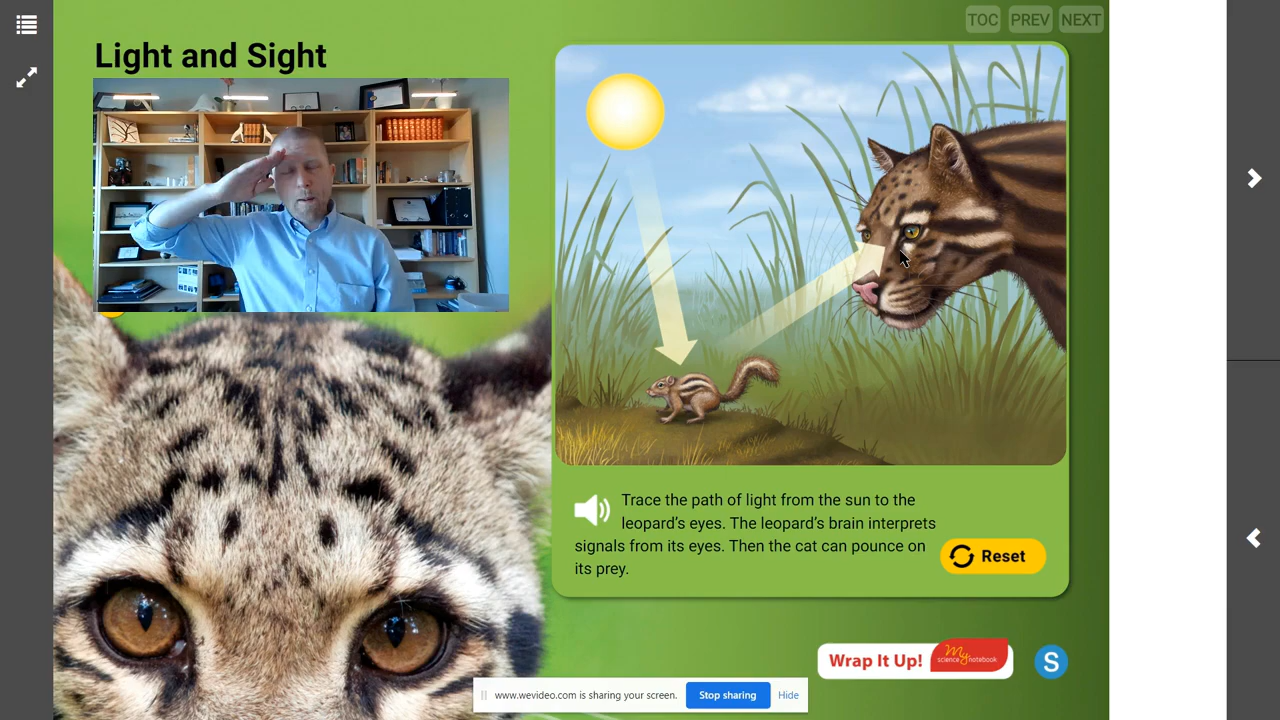 TOC PREV NEXT
Light and Sight
Trace the path of light from the sun to the
leopard's eyes. The leopard's brain interprets
signals from its eyes. Then the cat can pounce on
its prey.
Reset
Wrap It Up!
My
science notebook
S
www.wevideo.com is sharing your screen.
Stop sharing
Hide